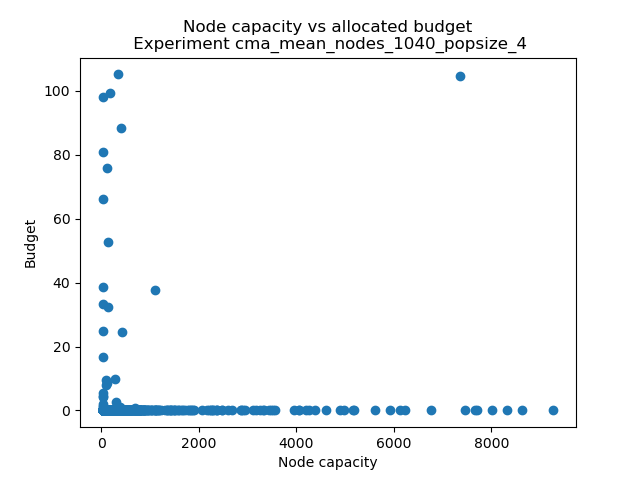 Node capacity vs allocated budget
Experiment cma_mean_nodes_1040_popsize_4
100
80
60
40
20
0
Budget
0 2000 4000 6000 8000
Node capacity